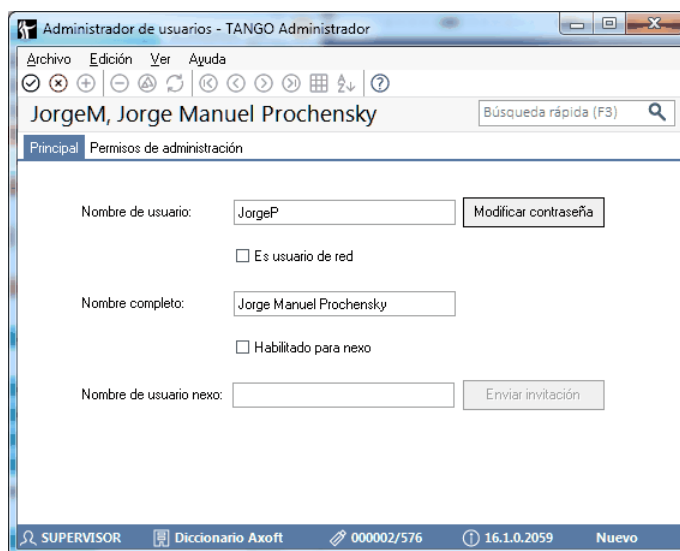 Administrador de usuarios - TANGO Administrador
Archivo Edición Ver Ayuda
JorgeM, Jorge Manuel Prochensky
Búsqueda rápida (F3)
Principal Permisos de administración
Nombre de usuario: JorgeP Modificar contraseña
Es usuario de red
Nombre completo: Jorge Manuel Prochensky
Habilitado para nexo
Nombre de usuario nexo: Enviar invitación
SUPERVISOR Diccionario Axoft 000002/576 16.1.0.2059 Nuevo